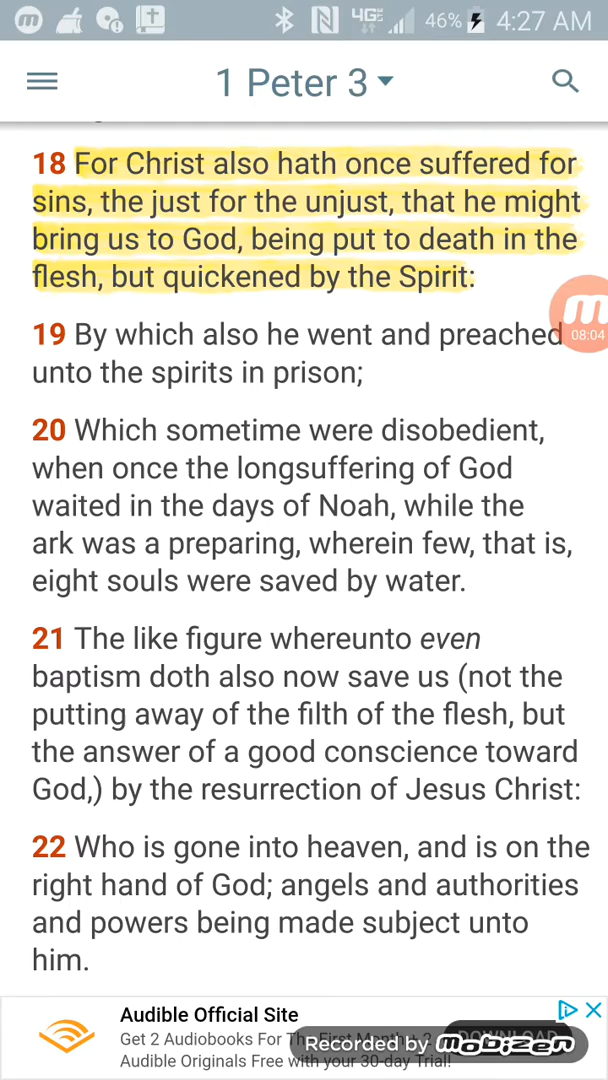 4G 46% 4:27 AM
1 Peter 3
18 For Christ also hath once suffered for
sins, the just for the unjust, that he might
bring us to God, being put to death in the
flesh, but quickened by the Spirit:
08:04
19 By which also he went and preached
unto the spirits in prison;
20 Which sometime were disobedient,
when once the longsuffering of God
waited in the days of Noah, while the
ark was a preparing, wherein few, that is,
eight souls were saved by water.
21 The like figure whereunto even
baptism doth also now save us (not the
putting away of the filth of the flesh, but
the answer of a good conscience toward
God,) by the resurrection of Jesus Christ:
22 Who is gone into heaven, and is on the
right hand of God; angels and authorities
and powers being made subject unto
him.
Audible Official Site
Get 2 Audiobooks For The First Month + 2
DOWNLOAD
Recorded by mobizen
Audible Originals Free with your 30-day Trial!